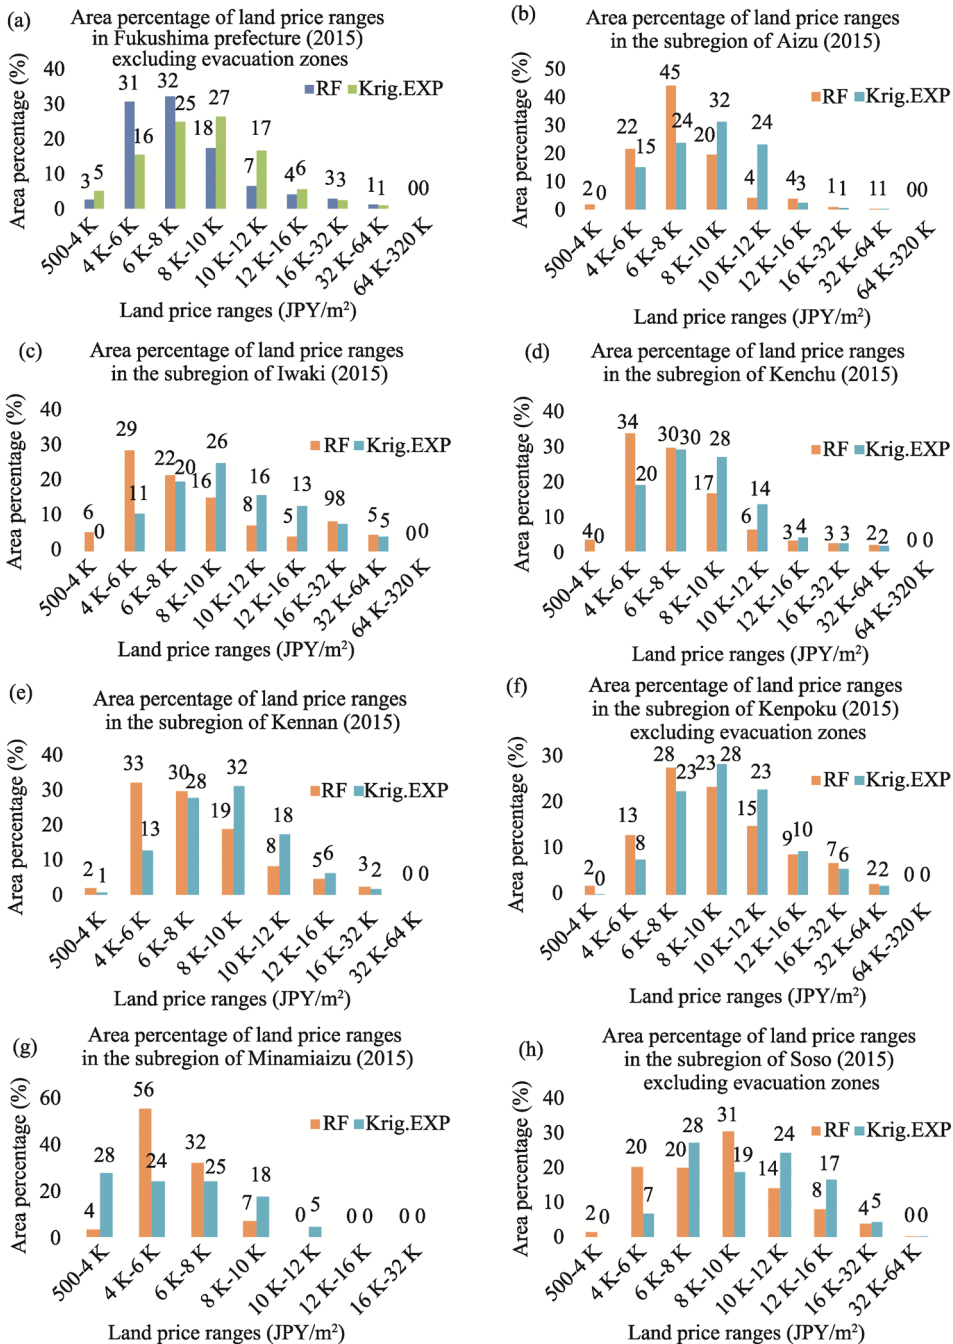 (a)
Area percentage of land price ranges
in Fukushima prefecture (2015)
excluding evacuation zones
Area percentage (%)
40
30
20
10
0
RF Krig.EXP
3 5 31 16 32 25 18 27 7 17 4 6 3 3 1 1 0 0
500-4 K 4 K-6 K 6 K-8 K 8 K-10 K 10 K-12 K 12 K-16 K 16 K-32 K 32 K-64 K 64 K-320 K
Land price ranges (JPY/m²)
(b)
Area percentage of land price ranges
in the subregion of Aizu (2015)
Area percentage (%)
50
40
30
20
10
0
RF Krig.EXP
2 0 22 15 45 24 20 32 4 24 4 3 1 1 1 1 0 0
500-4 K 4 K-6 K 6 K-8 K 8 K-10 K 10 K-12 K 12 K-16 K 16 K-32 K 32 K-64 K 64 K-320 K
Land price ranges (JPY/m²)
(c)
Area percentage of land price ranges
in the subregion of Iwaki (2015)
Area percentage (%)
40
30
20
10
0
RF Krig.EXP
6 0 29 11 22 20 16 26 8 16 5 13 9 8 5 5 0 0
500-4 K 4 K-6 K 6 K-8 K 8 K-10 K 10 K-12 K 12 K-16 K 16 K-32 K 32 K-64 K 64 K-320 K
Land price ranges (JPY/m²)
(d)
Area percentage of land price ranges
in the subregion of Kenchu (2015)
Area percentage (%)
40
30
20
10
0
RF Krig.EXP
4 0 34 20 30 30 17 28 6 14 3 4 3 3 2 2 0 0
500-4 K 4 K-6 K 6 K-8 K 8 K-10 K 10 K-12 K 12 K-16 K 16 K-32 K 32 K-64 K 64 K-320 K
Land price ranges (JPY/m²)
(e)
Area percentage of land price ranges
in the subregion of Kennan (2015)
Area percentage (%)
40
30
20
10
0
RF Krig.EXP
2 1 33 13 30 28 19 32 8 18 5 6 3 2 0 0
500-4 K 4 K-6 K 6 K-8 K 8 K-10 K 10 K-12 K 12 K-16 K 16 K-32 K 32 K-64 K
Land price ranges (JPY/m²)
(f)
Area percentage of land price ranges
in the subregion of Kenpoku (2015)
excluding evacuation zones
Area percentage (%)
30
20
10
0
RF Krig.EXP
2 0 13 8 28 23 23 28 15 23 9 10 7 6 2 2 0 0
500-4 K 4 K-6 K 6 K-8 K 8 K-10 K 10 K-12 K 12 K-16 K 16 K-32 K 32 K-64 K 64 K-320 K
Land price ranges (JPY/m²)
(g)
Area percentage of land price ranges
in the subregion of Minamiaizu (2015)
Area percentage (%)
60
40
20
0
RF Krig.EXP
4 28 56 24 32 25 7 18 0 5 0 0 0 0
500-4 K 4 K-6 K 6 K-8 K 8 K-10 K 10 K-12 K 12 K-16 K 16 K-32 K
Land price ranges (JPY/m²)
(h)
Area percentage of land price ranges
in the subregion of Soso (2015)
excluding evacuation zones
Area percentage (%)
40
30
20
10
0
RF Krig.EXP
2 0 20 7 20 28 31 19 14 24 8 17 4 5 0 0
500-4 K 4 K-6 K 6 K-8 K 8 K-10 K 10 K-12 K 12 K-16 K 16 K-32 K 32 K-64 K
Land price ranges (JPY/m²)